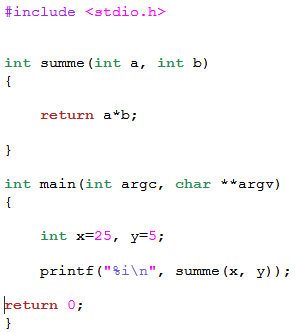 #include <stdio.h>
int summe(int a, int b)
{
return a*b;
}
int main(int argc, char **argv)
{
int x=25, y=5;
printf("%i\n", summe(x, y));
return 0;
}